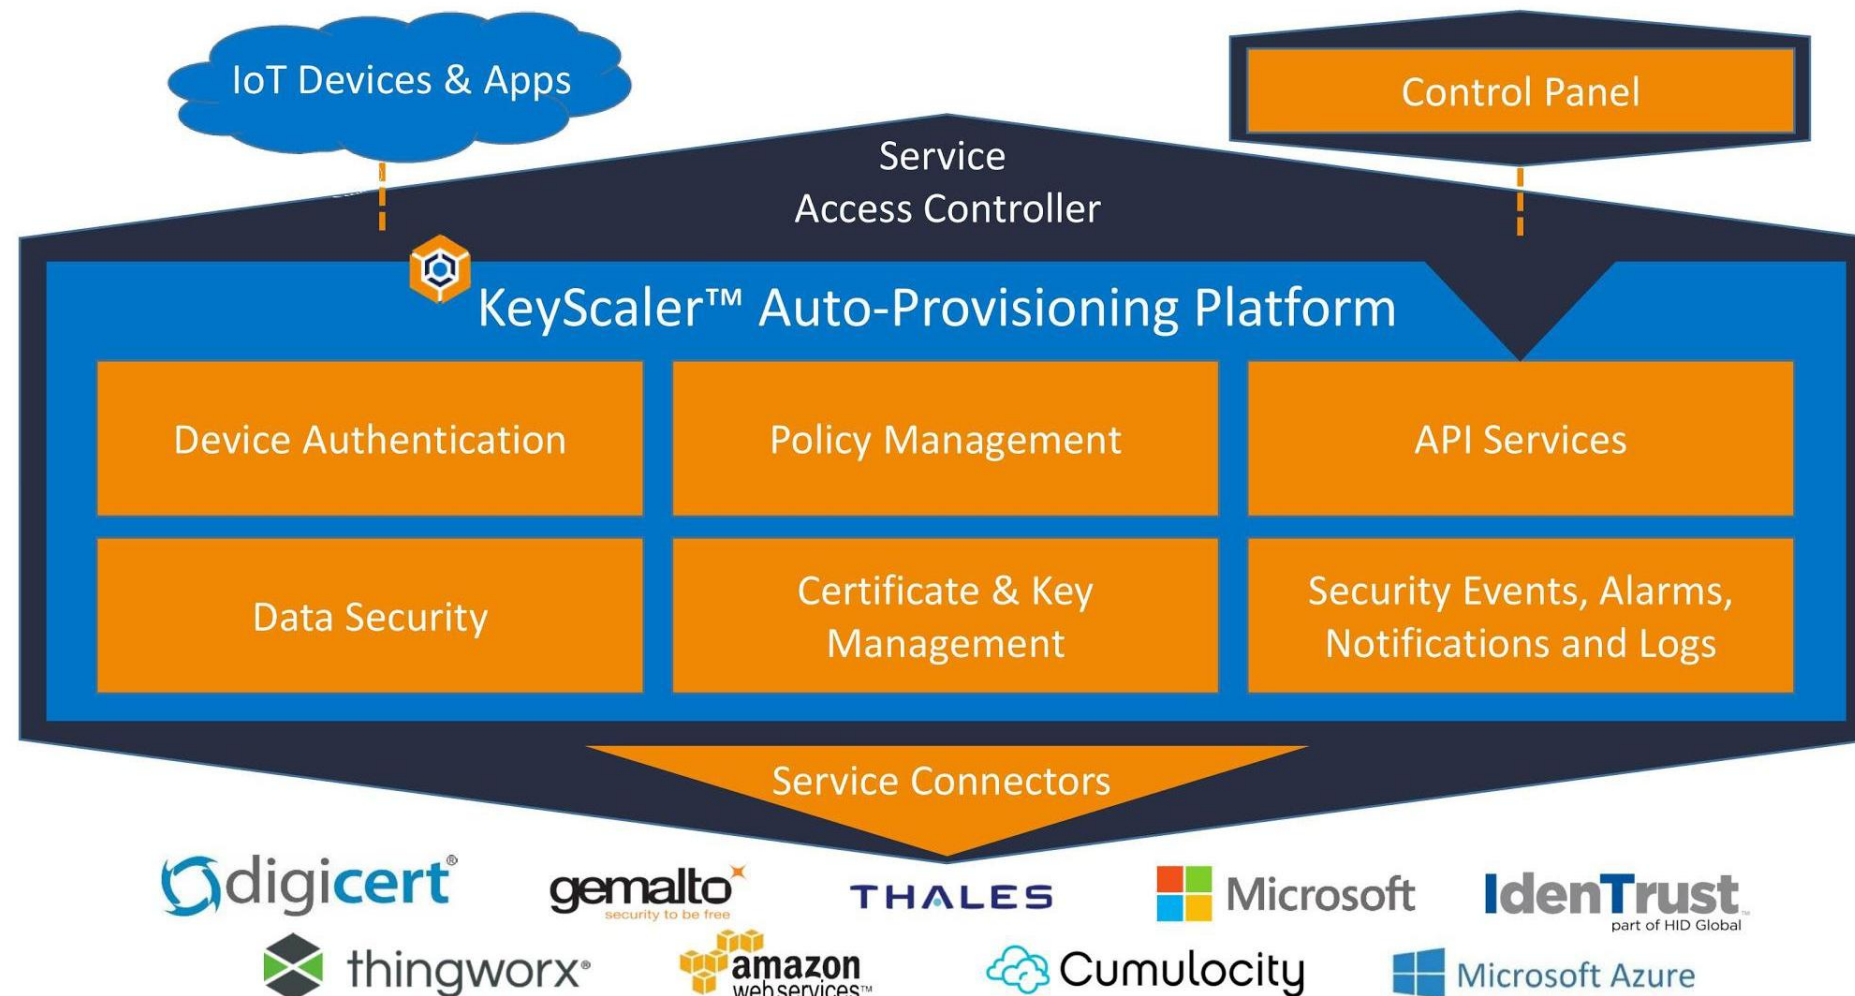 IoT Devices & Apps
Control Panel
Service
Access Controller
KeyScaler™ Auto-Provisioning Platform
Device Authentication
Policy Management
API Services
Data Security
Certificate & Key
Management
Security Events, Alarms,
Notifications and Logs
Service Connectors
digicert®
gemalto
security to be free
THALES
Microsoft
IdenTrust™
part of HID Global
thingworx®
amazon
webservices™
Cumulocity
Microsoft Azure